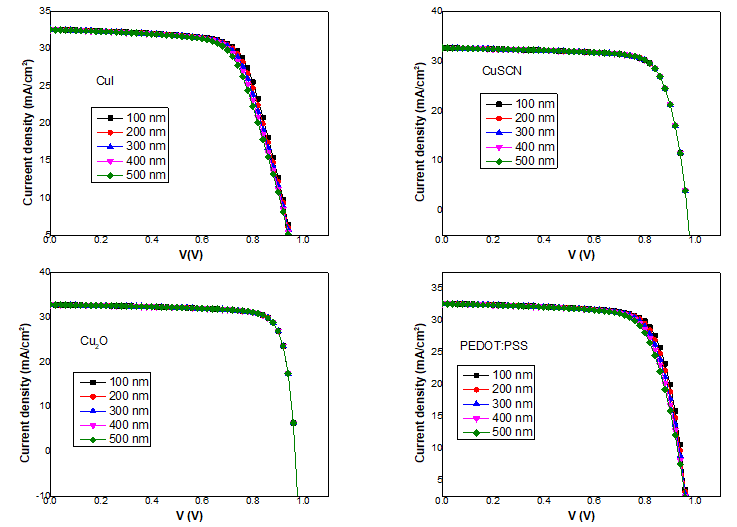 Curreent density (mA/cm²)
35
30
25
20
15
10
5
CuI
100 nm
200 nm
300 nm
400 nm
500 nm
0.0 0.2 0.4 0.6 0.8 1.0
V(V)
Current density (mA/cm²)
40
30
20
10
0
CuSCN
100 nm
200 nm
300 nm
400 nm
500 nm
0.0 0.2 0.4 0.6 0.8 1.0
V (V)
Current density (mA/cm²)
40
30
20
10
0
-10
Cu₂O
100 nm
200 nm
300 nm
400 nm
500 nm
0.0 0.2 0.4 0.6 0.8 1.0
V (V)
Current density (mA/cm²)
35
30
25
20
15
10
5
PEDOT:PSS
100 nm
200 nm
300 nm
400 nm
500 nm
0.0 0.2 0.4 0.6 0.8 1.0
V (V)